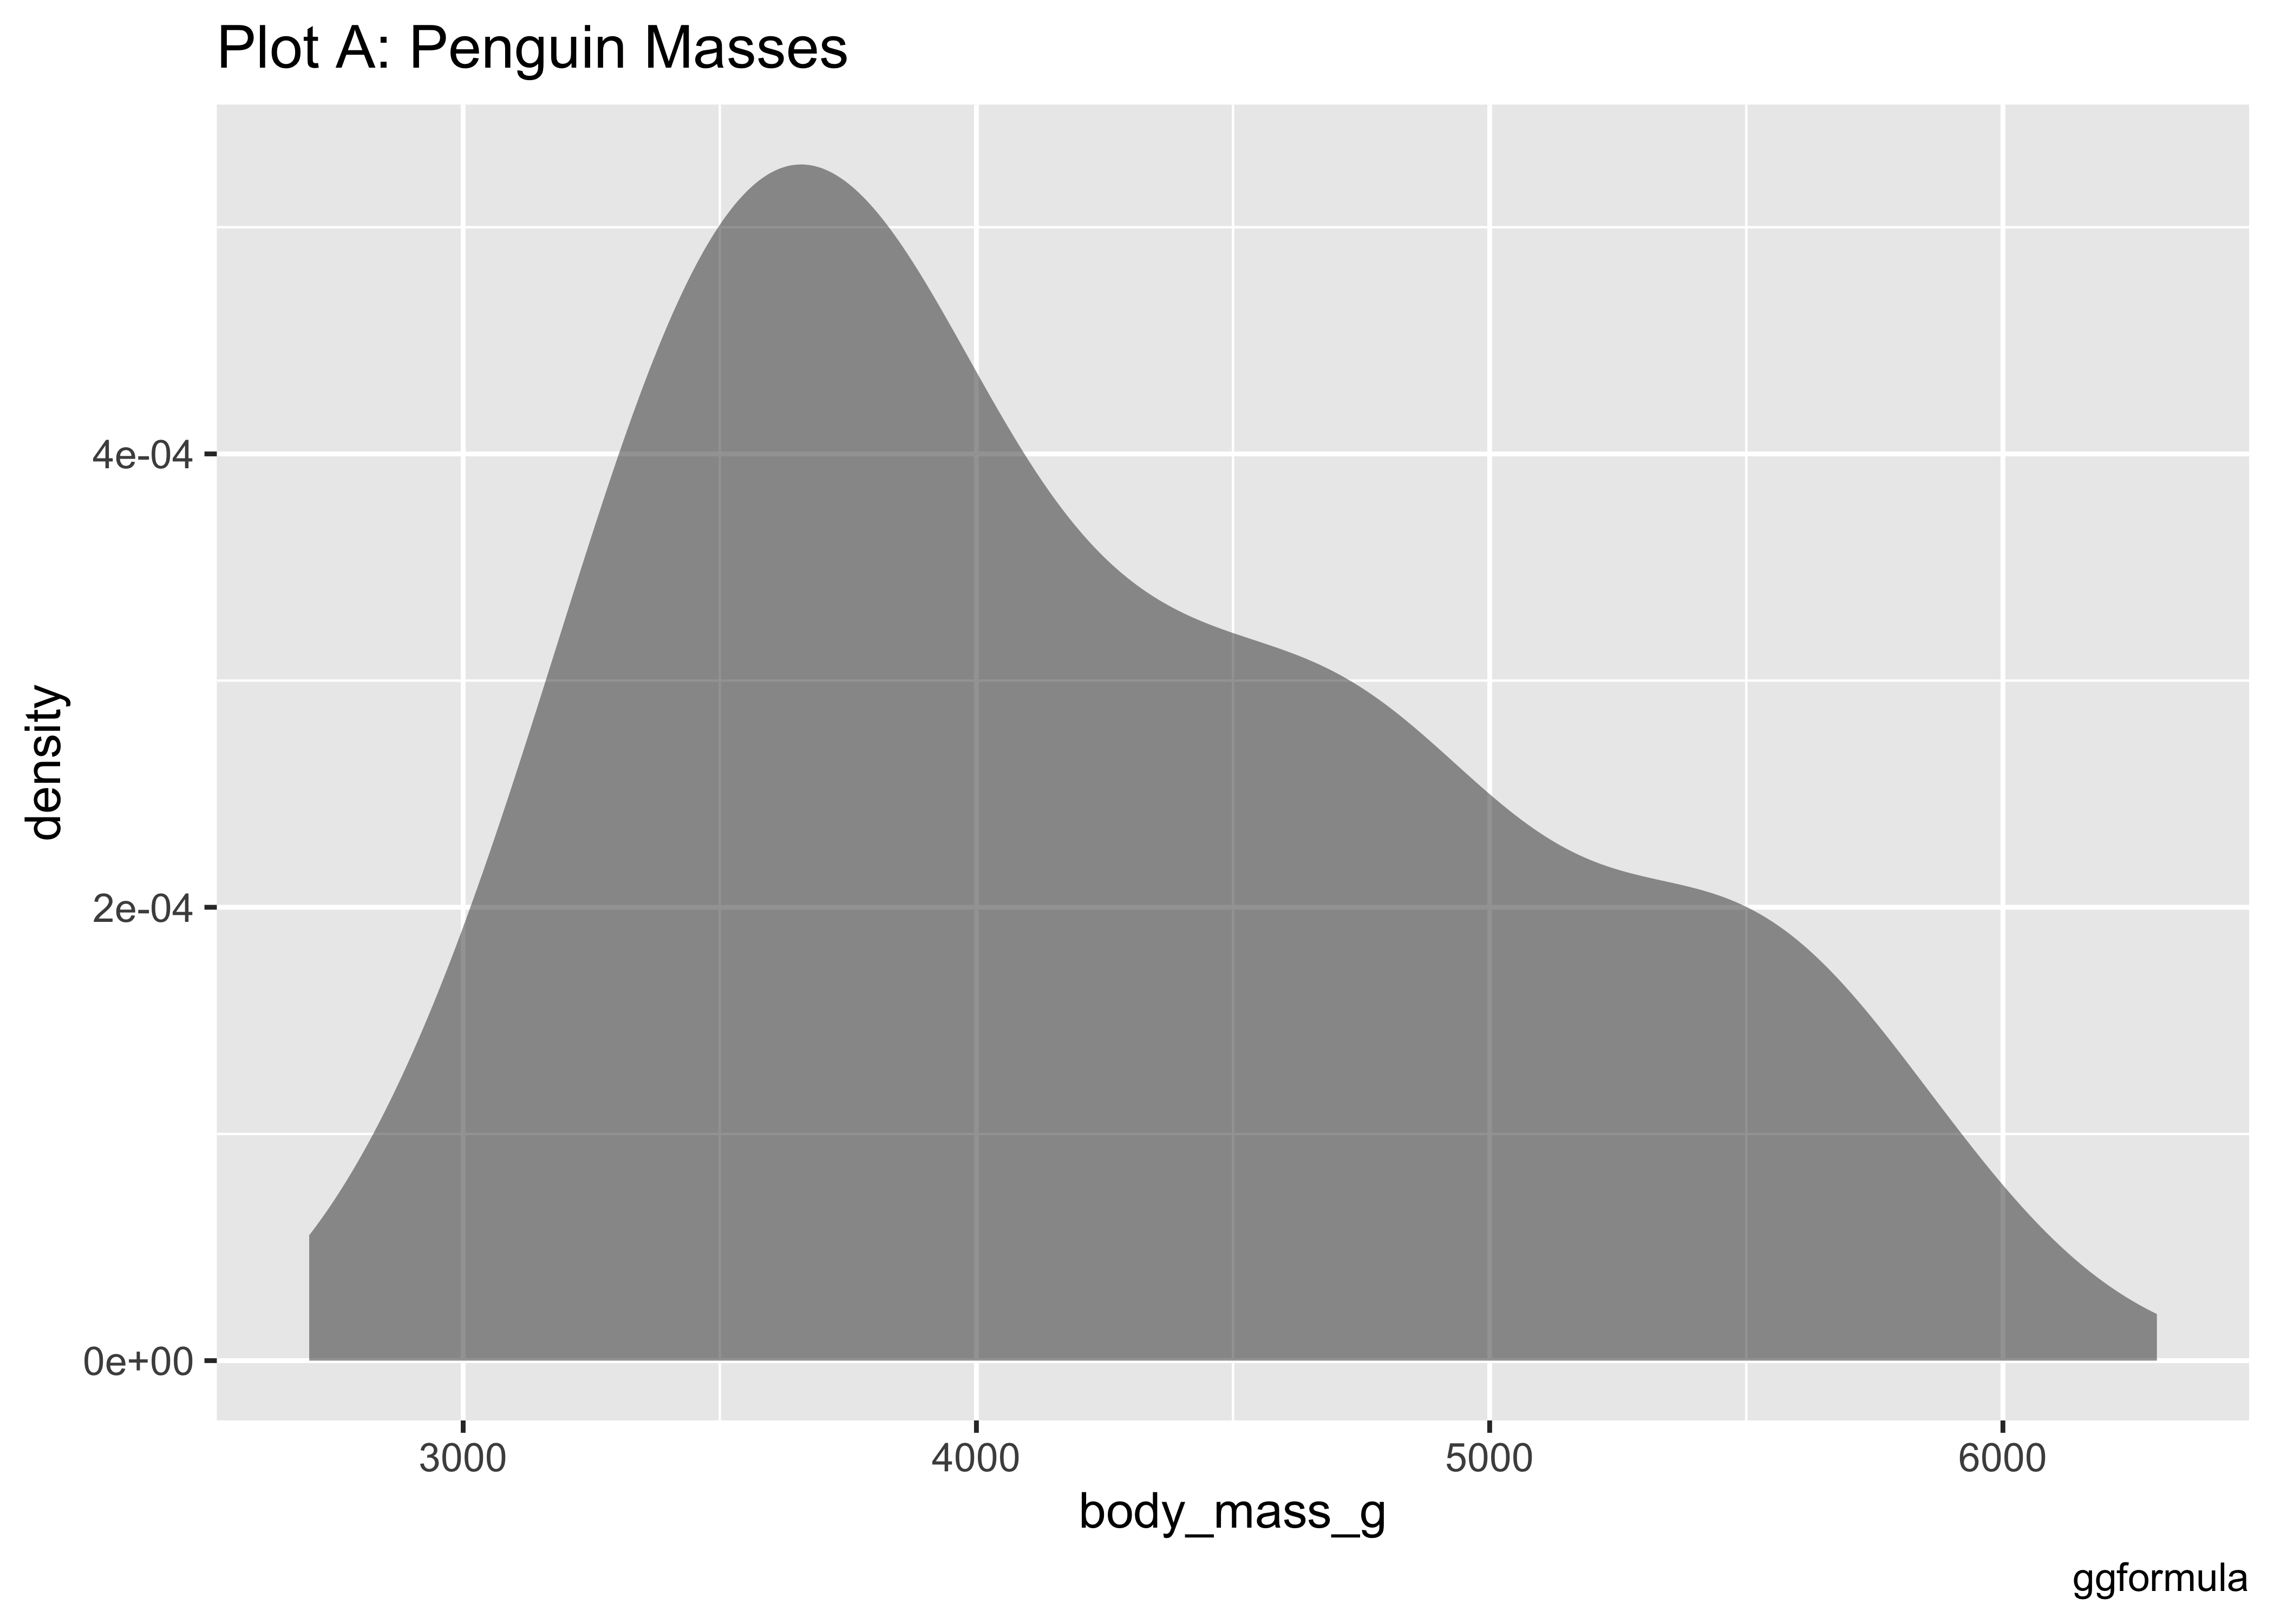 Plot A: Penguin Masses
density
4e-04
2e-04
0e+00
3000 4000 5000 6000
body_mass_g
ggformula